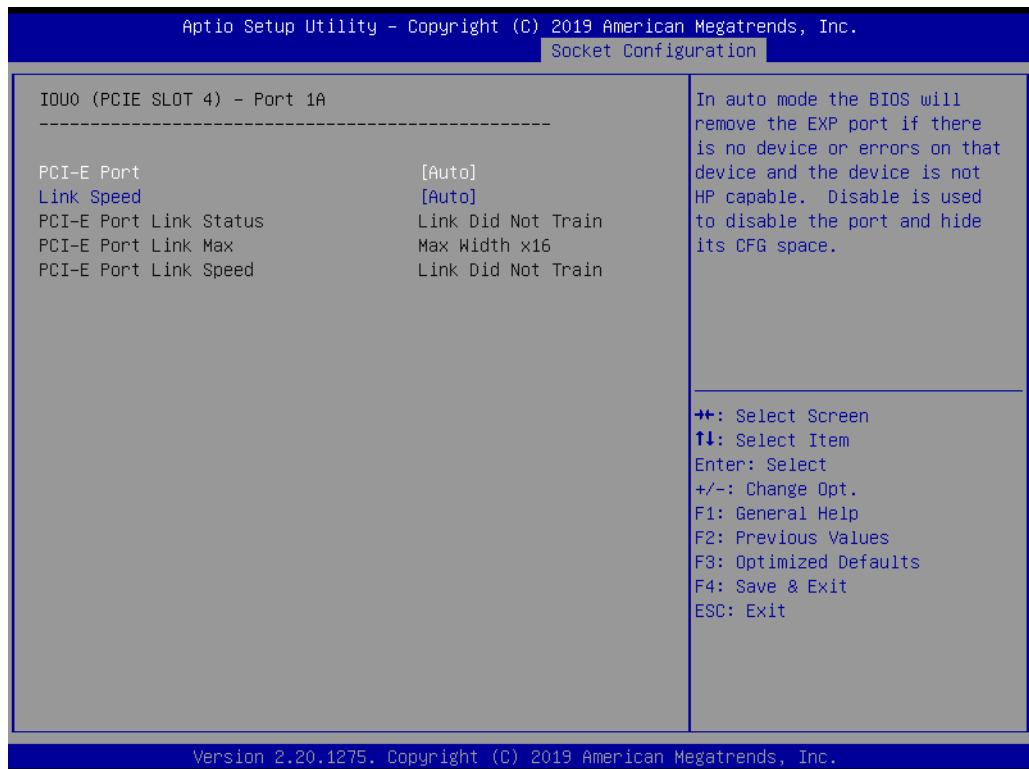 Aptio Setup Utility – Copyright (C) 2019 American Megatrends, Inc.
Socket Configuration
IOU0 (PCIE SLOT 4) – Port 1A
--------------------------------------------------
PCI-E Port [Auto]
Link Speed [Auto]
PCI-E Port Link Status Link Did Not Train
PCI-E Port Link Max Max Width x16
PCI-E Port Link Speed Link Did Not Train
In auto mode the BIOS will
remove the EXP port if there
is no device or errors on that
device and the device is not
HP capable. Disable is used
to disable the port and hide
its CFG space.
→←: Select Screen
↑↓: Select Item
Enter: Select
+/-: Change Opt.
F1: General Help
F2: Previous Values
F3: Optimized Defaults
F4: Save & Exit
ESC: Exit
Version 2.20.1275. Copyright (C) 2019 American Megatrends, Inc.